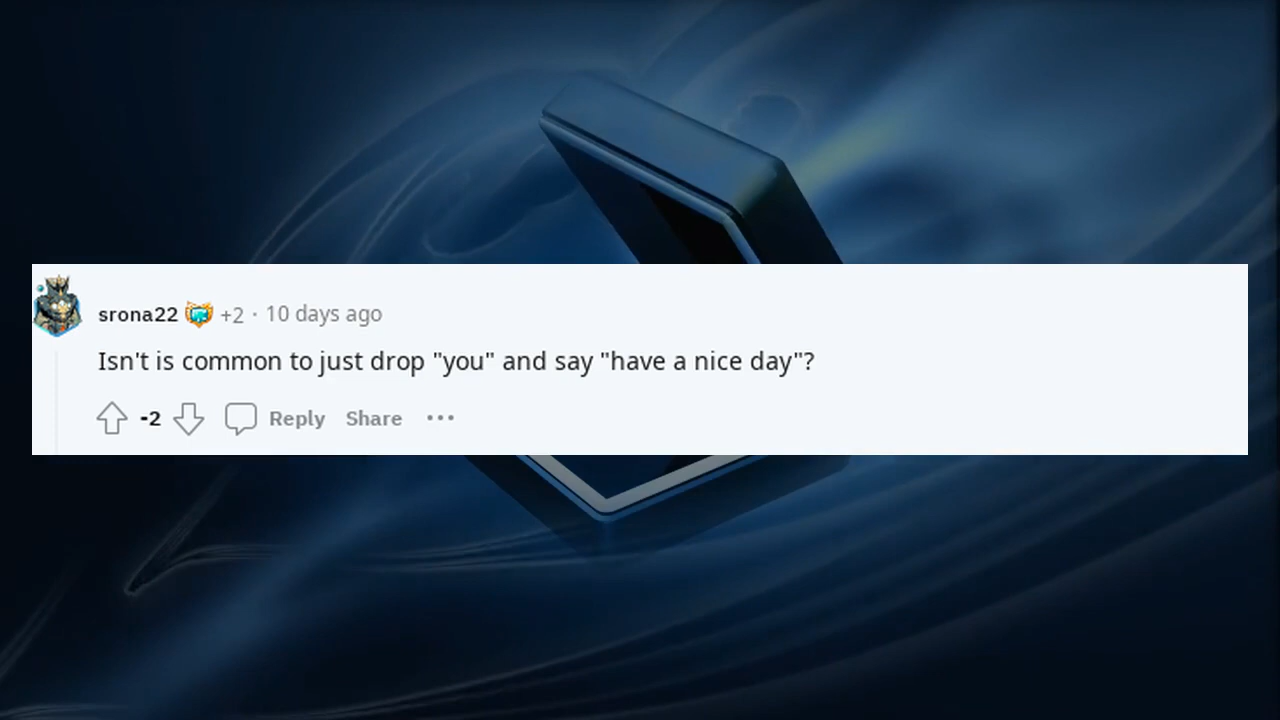 srona22 +2 · 10 days ago
Isn't is common to just drop "you" and say "have a nice day"?
-2 Reply Share ···